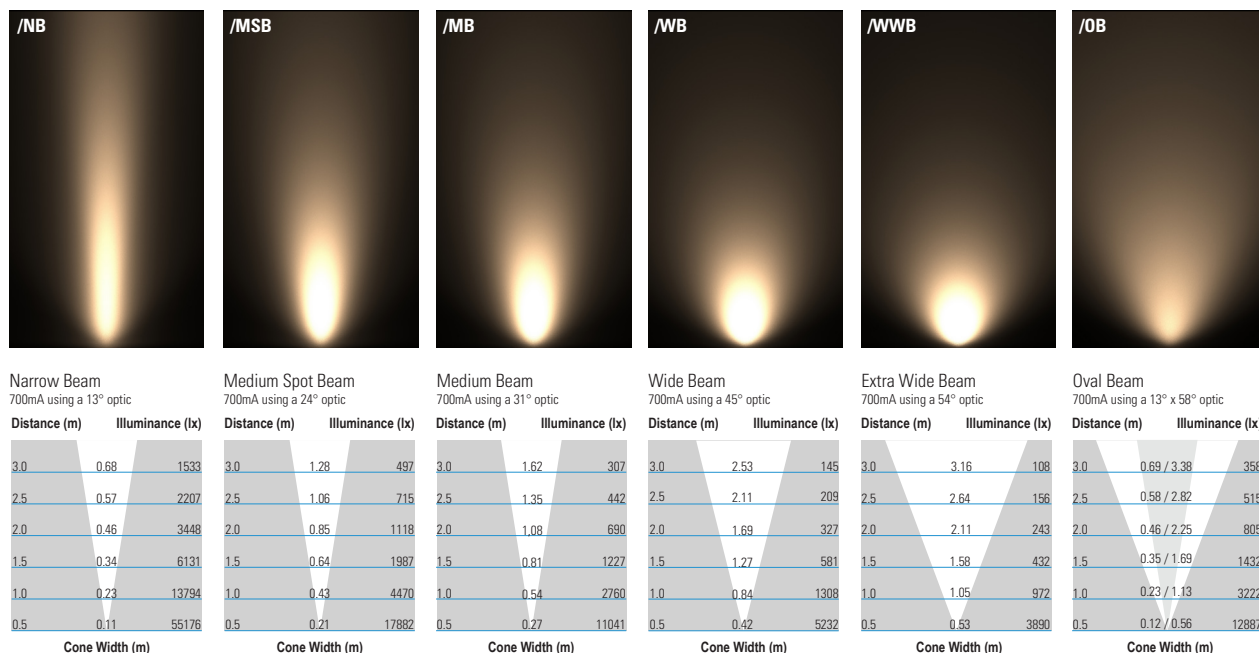 /NB
/MSB
/MB
/WB
/WWB
/OB
Narrow Beam
700mA using a 13° optic
Distance (m) Illuminance (lx)
3.0 0.68 1533
2.5 0.57 2207
2.0 0.46 3448
1.5 0.34 6131
1.0 0.23 13794
0.5 0.11 55176
Cone Width (m)
Medium Spot Beam
700mA using a 24° optic
Distance (m) Illuminance (lx)
3.0 1.28 497
2.5 1.06 715
2.0 0.85 1118
1.5 0.64 1987
1.0 0.43 4470
0.5 0.21 17882
Cone Width (m)
Medium Beam
700mA using a 31° optic
Distance (m) Illuminance (lx)
3.0 1.62 307
2.5 1.35 442
2.0 1,08 690
1.5 0.81 1227
1.0 0.54 2760
0.5 0.27 11041
Cone Width (m)
Wide Beam
700mA using a 45° optic
Distance (m) Illuminance (lx)
3.0 2.53 145
2.5 2.11 209
2.0 1.69 327
1.5 1.27 581
1.0 0.84 1308
0.5 0.42 5232
Cone Width (m)
Extra Wide Beam
700mA using a 54° optic
Distance (m) Illuminance (lx)
3.0 3.16 108
2.5 2.64 156
2.0 2.11 243
1.5 1.58 432
1.0 1.05 972
0.5 0.53 3890
Cone Width (m)
Oval Beam
700mA using a 13° x 58° optic
Distance (m) Illuminance (lx
3.0 0.69 / 3.38 358
2.5 0.58 / 2.82 515
2.0 0.46 / 2.25 805
1.5 0.35 / 1.69 1432
1.0 0.23 / 1.13 3222
0.5 0.12 / 0.56 12887
Cone Width (m)